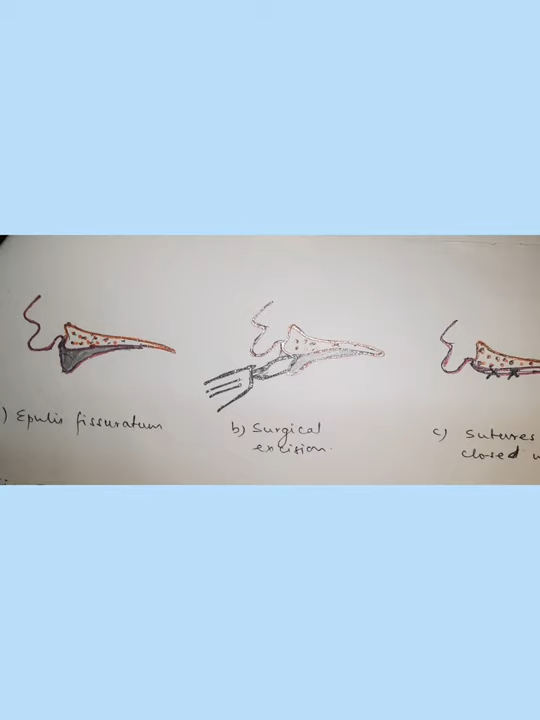 ) Epulis fissuratum
b) Surgical
excision.
c) Sutures
closed